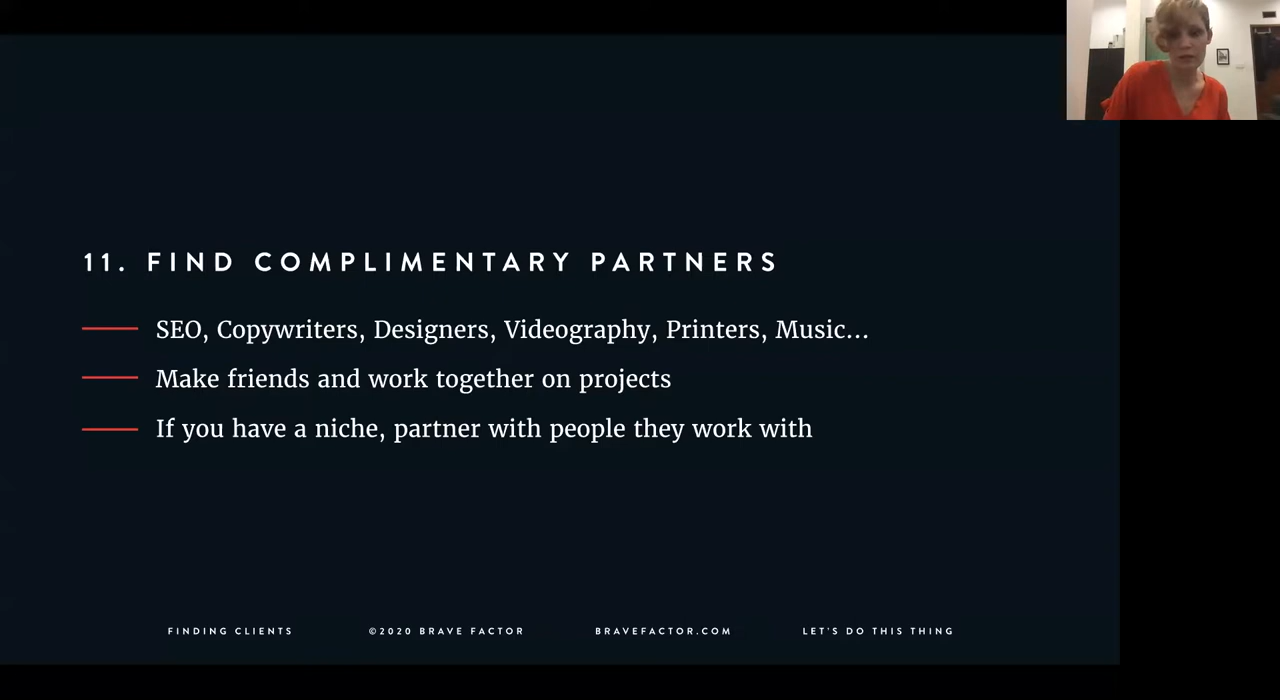 11. FIND COMPLIMENTARY PARTNERS
SEO, Copywriters, Designers, Videography, Printers, Music...
Make friends and work together on projects
If you have a niche, partner with people they work with
FINDING CLIENTS ©2020 BRAVE FACTOR BRAVEFACTOR.COM LET'S DO THIS THING